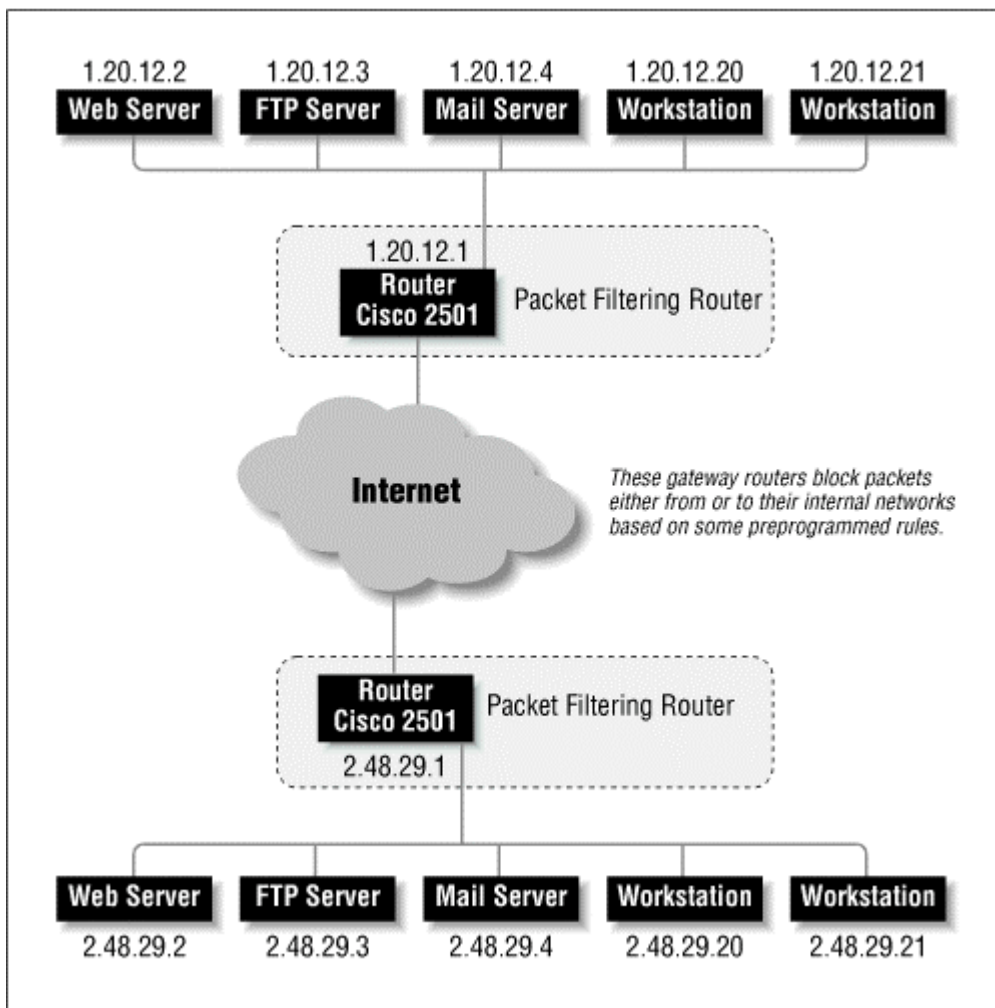 1.20.12.2 1.20.12.3 1.20.12.4 1.20.12.20 1.20.12.21
Web Server FTP Server Mail Server Workstation Workstation
1.20.12.1
Router
Cisco 2501
Packet Filtering Router
Internet
These gateway routers block packets
either from or to their internal networks
based on some preprogrammed rules.
Router
Cisco 2501
Packet Filtering Router
2.48.29.1
Web Server FTP Server Mail Server Workstation Workstation
2.48.29.2 2.48.29.3 2.48.29.4 2.48.29.20 2.48.29.21